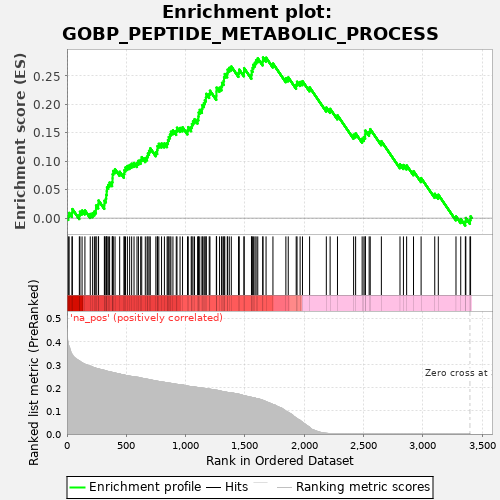 Enrichment plot:
GOBP_PEPTIDE_METABOLIC_PROCESS
Enrichment score (ES)
0.25
0.20
0.15
0.10
0.05
0.00
'na_pos' (positively correlated)
Ranked list metric (PreRanked)
0.5
0.4
0.3
0.2
0.1
0.0
Zero cross at
0 500 1,000 1,500 2,000 2,500 3,000 3,500
Rank in Ordered Dataset
Enrichment profile Hits Ranking metric scores